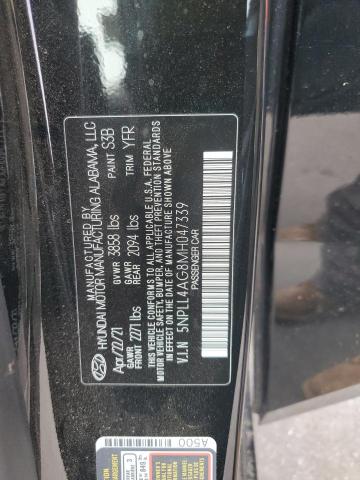 MANUFACTURED BY
HYUNDAI MOTOR MANUFACTURING ALABAMA, LLC
Apr/22/21 GVWR 3858 lbs PAINT S3B
GAWR FRONT 2271 lbs GAWR REAR 2094 lbs TRIM YFR
THIS VEHICLE CONFORMS TO ALL APPLICABLE U.S.A. FEDERAL
MOTOR VEHICLE SAFETY, BUMPER, AND THEFT PREVENTION STANDARDS
IN EFFECT ON THE DATE OF MANUFACTURE SHOWN ABOVE.
V.I.N 5NPLL4AG8MH047339
PASSENGER CAR
A500